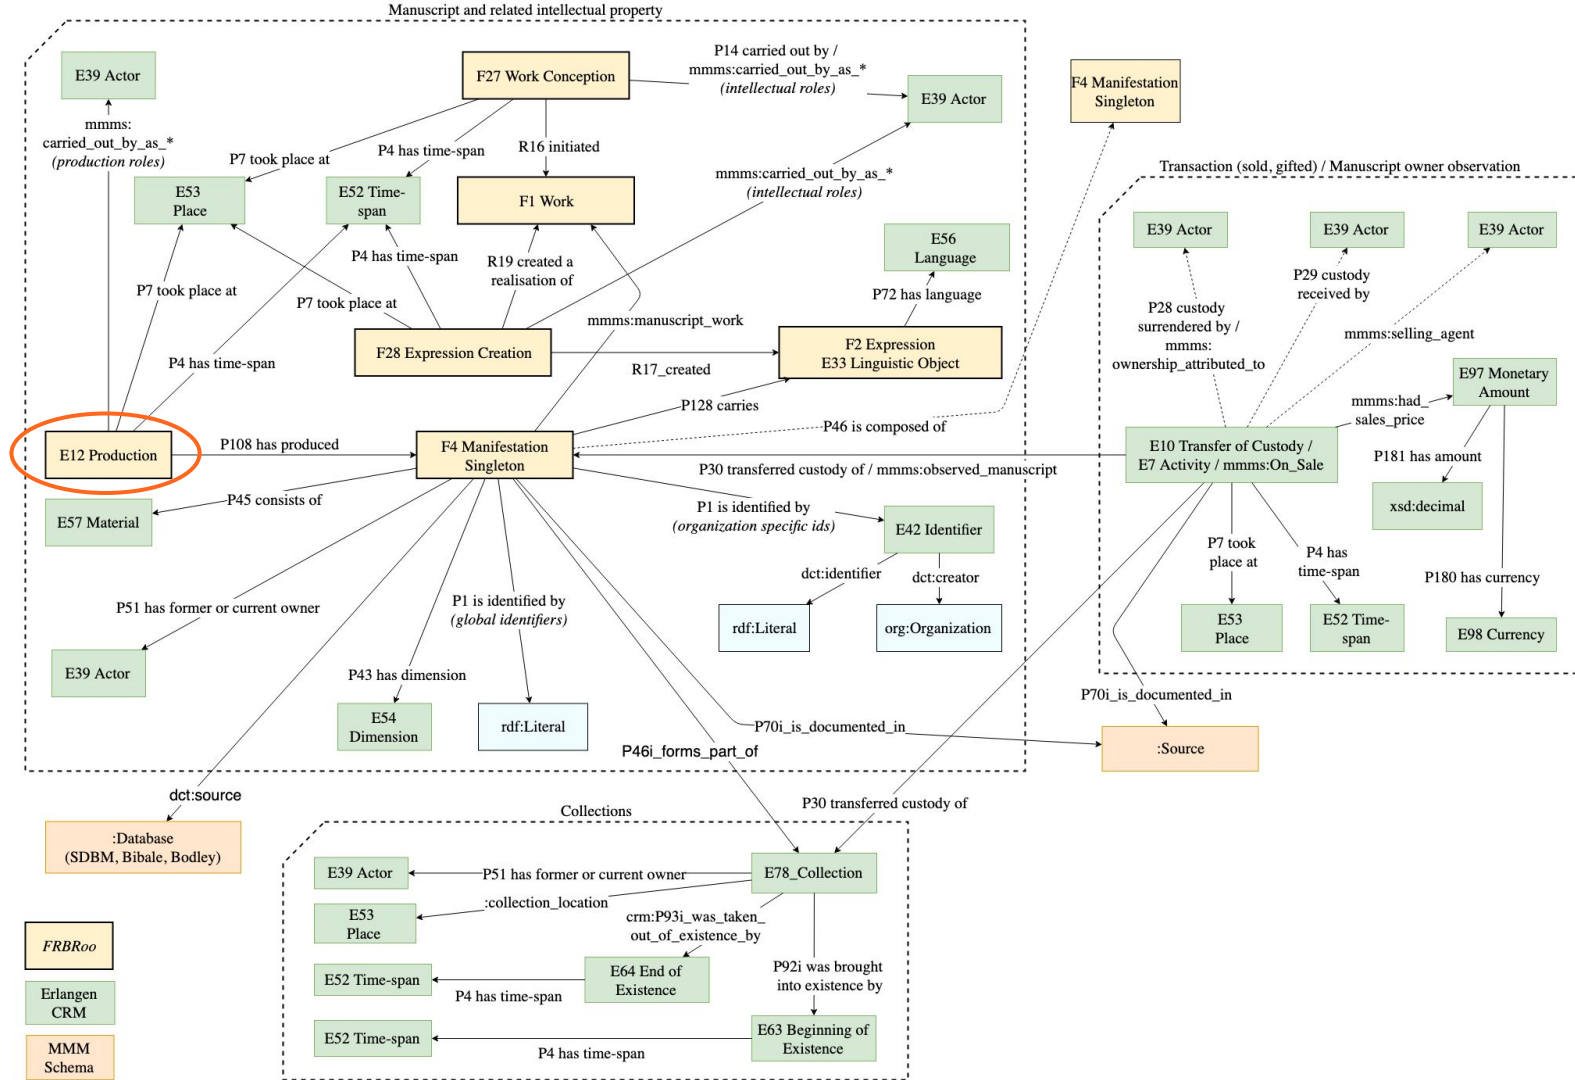 Manuscript and related intellectual property
E39 Actor
F27 Work Conception
P14 carried out by /
mmms:carried_out_by_as_*
(intellectual roles)
E39 Actor
F4 Manifestation
Singleton
mmms:
carried_out_by_as_*
(production roles)
P7 took place at
P4 has time-span
R16 initiated
mmms:carried_out_by_as_*
(intellectual roles)
Transaction (sold, gifted) / Manuscript owner observation
E53
Place
E52 Time-
span
F1 Work
E39 Actor
E39 Actor
E39 Actor
E56
Language
P4 has time-span
R19 created a
realisation of
P7 took place at
P7 took place at
P72 has language
P29 custody
received by
P28 custody
surrendered by /
mmms:
ownership_attributed_to
mmms:selling_agent
mmms:manuscript_work
F28 Expression Creation
F2 Expression
E33 Linguistic Object
P4 has time-span
R17_created
E97 Monetary
Amount
mmms:had_
sales_price
P128 carries
P46 is composed of
E12 Production
P108 has produced
F4 Manifestation
Singleton
E10 Transfer of Custody /
E7 Activity / mmms:On_Sale
P30 transferred custody of / mmms:observed_manuscript
P181 has amount
xsd:decimal
P45 consists of
E57 Material
P1 is identified by
(organization specific ids)
E42 Identifier
P7 took
place at
P4 has
time-span
dct:identifier
dct:creator
P180 has currency
P51 has former or current owner
P1 is identified by
(global identifiers)
rdf:Literal
org:Organization
E53
Place
E52 Time-
span
E98 Currency
E39 Actor
P43 has dimension
E54
Dimension
rdf:Literal
P70i_is_documented_in
P70i_is_documented_in
P46i_forms_part_of
:Source
dct:source
P30 transferred custody of
Collections
:Database
(SDBM, Bibale, Bodley)
E39 Actor
P51 has former or current owner
E78_Collection
:collection_location
E53
Place
crm:P93i_was_taken_
out_of_existence_by
FRBRoo
E52 Time-span
P4 has time-span
E64 End of
Existence
P92i was brought
into existence by
Erlangen
CRM
E52 Time-span
P4 has time-span
E63 Beginning of
Existence
MMM
Schema